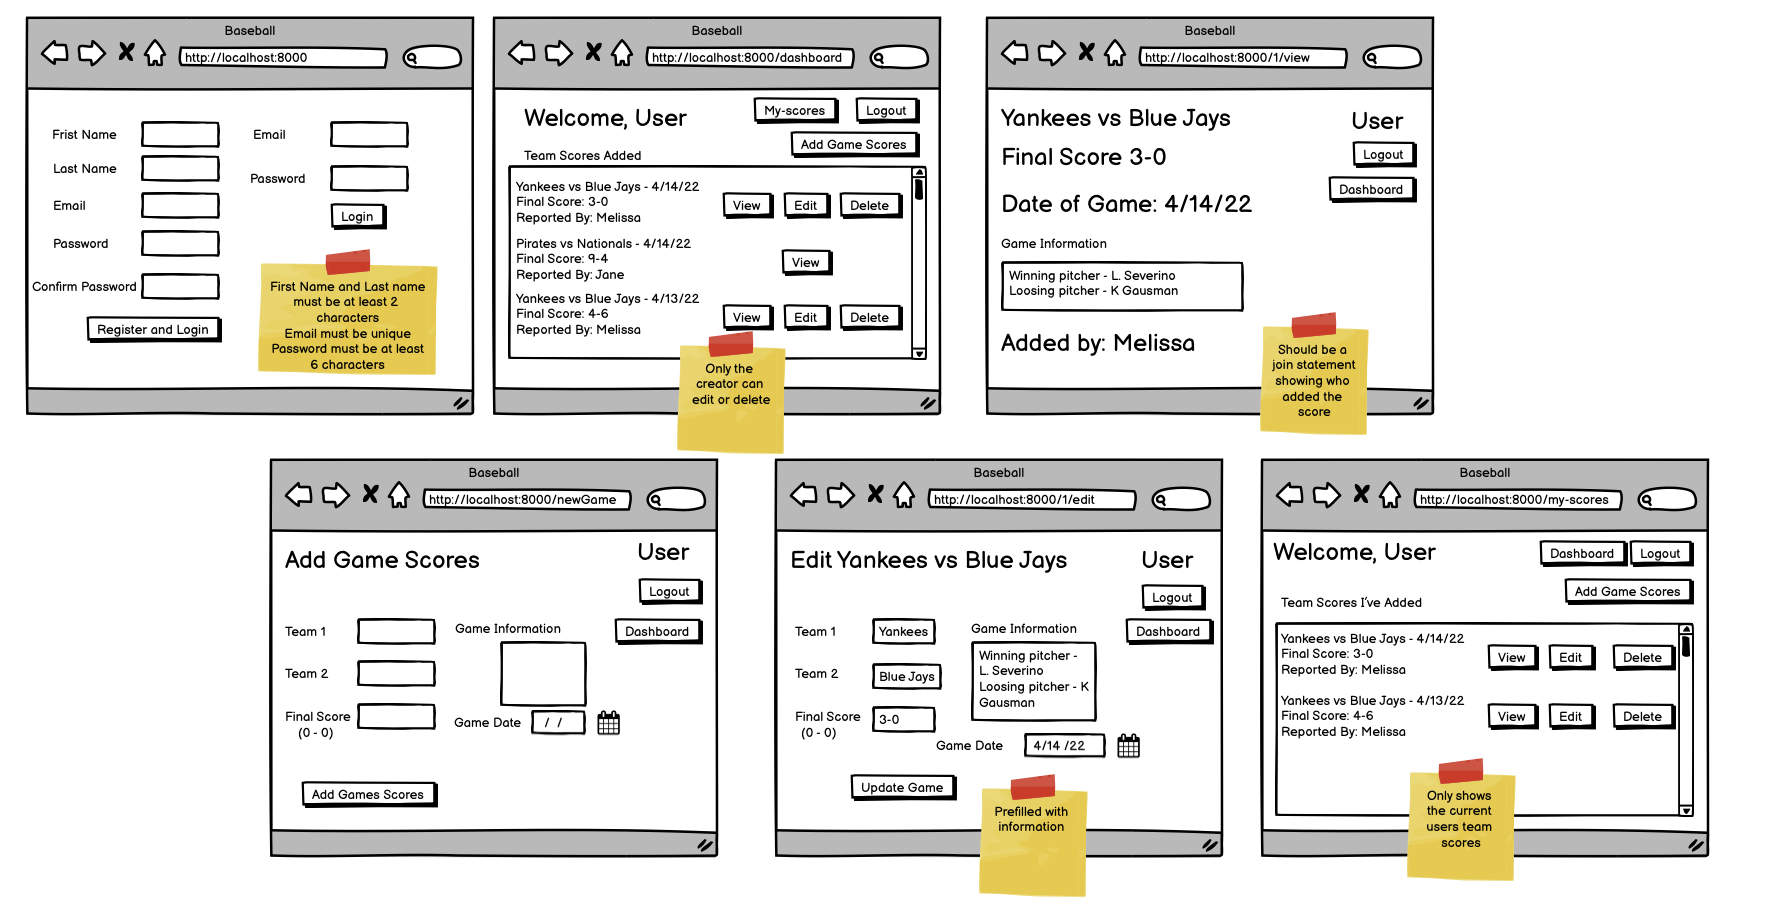 Baseball
http://localhost:8000
Frist Name
Last Name
Email
Password
Confirm Password
Register and Login
Email
Password
Login
First Name and Last name
must be at least 2
characters
Email must be unique
Password must be at least
6 characters
Baseball
http://localhost:8000/dashboard
Welcome, User
My-scores
Logout
Add Game Scores
Team Scores Added
Yankees vs Blue Jays - 4/14/22
Final Score: 3-0
Reported By: Melissa
View
Edit
Delete
Pirates vs Nationals - 4/14/22
Final Score: 9-4
Reported By: Jane
View
Yankees vs Blue Jays - 4/13/22
Final Score: 4-6
Reported By: Melissa
View
Edit
Delete
Only the
creator can
edit or delete
Baseball
http://localhost:8000/1/view
Yankees vs Blue Jays
Final Score 3-0
Date of Game: 4/14/22
User
Logout
Dashboard
Game Information
Winning pitcher - L. Severino
Loosing pitcher - K Gausman
Added by: Melissa
Should be a
join statement
showing who
added the
score
Baseball
http://localhost:8000/newGame
Add Game Scores
User
Logout
Dashboard
Team 1
Team 2
Final Score
(0 - 0)
Game Information
Game Date
/ /
Add Games Scores
Baseball
http://localhost:8000/1/edit
Edit Yankees vs Blue Jays
User
Logout
Dashboard
Team 1
Yankees
Team 2
Blue Jays
Final Score
(0 - 0)
3-0
Game Information
Winning pitcher -
L. Severino
Loosing pitcher - K
Gausman
Game Date
4/14 /22
Update Game
Prefilled with
information
Baseball
http://localhost:8000/my-scores
Welcome, User
Dashboard
Logout
Add Game Scores
Team Scores I've Added
Yankees vs Blue Jays - 4/14/22
Final Score: 3-0
Reported By: Melissa
View
Edit
Delete
Yankees vs Blue Jays - 4/13/22
Final Score: 4-6
Reported By: Melissa
View
Edit
Delete
Only shows
the current
users team
scores